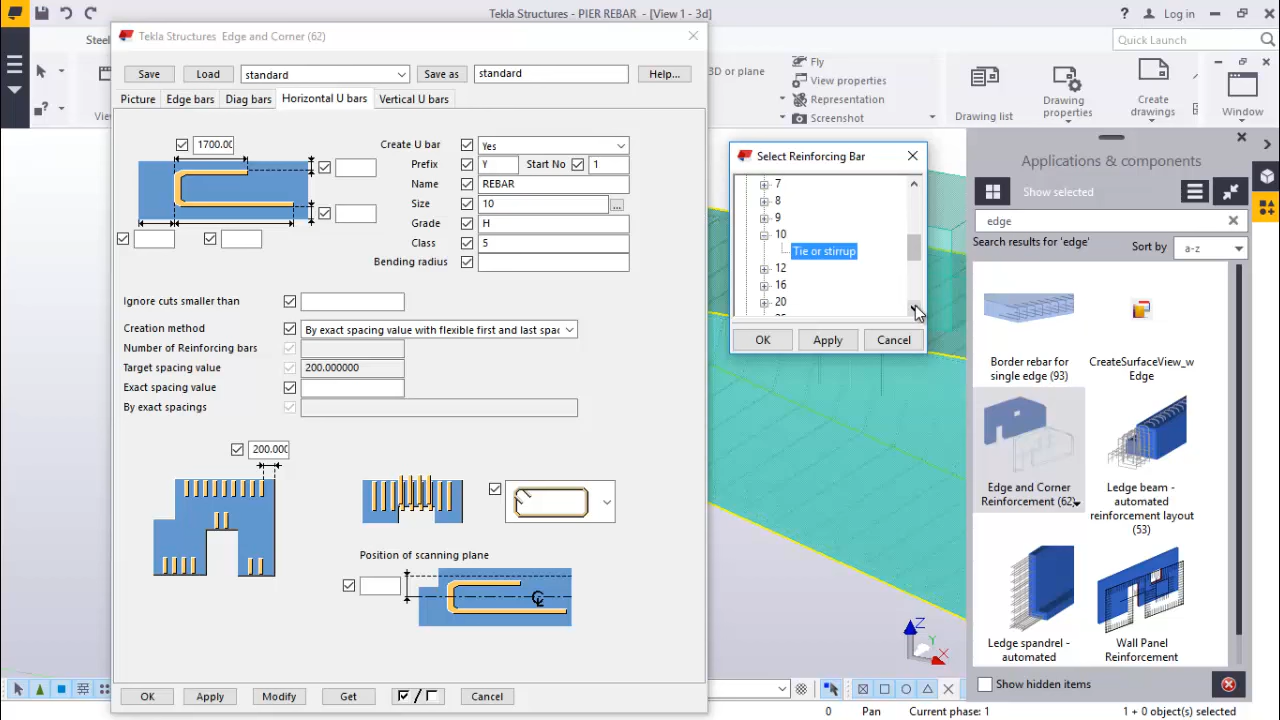 Tekla Structures - PIER REBAR - [View 1 - 3d]
Log in
Steel
Quick Launch
Tekla Structures Edge and Corner (62)
Save
Load
standard
Save as
standard
Help...
Picture
Edge bars
Diag bars
Horizontal U bars
Vertical U bars
1700.00
Create U bar
Yes
Prefix
Y
Start No
1
Name
REBAR
Size
10
...
Grade
H
Class
5
Bending radius
Ignore cuts smaller than
Creation method
By exact spacing value with flexible first and last spac
Number of Reinforcing bars
Target spacing value
200.000000
Exact spacing value
By exact spacings
200.000
Position of scanning plane
OK
Apply
Modify
Get
/
Cancel
3D or plane
Fly
View properties
Representation
Screenshot
Drawing list
Drawing
properties
Create
drawings
Window
Select Reinforcing Bar
7
8
9
10
Tie or stirrup
12
16
20
OK
Apply
Cancel
Applications & components
Show selected
edge
Search results for 'edge'
Sort by
a-z
Border rebar for
single edge (93)
CreateSurfaceView_w
Edge
Edge and Corner
Reinforcement (62)
Ledge beam -
automated
reinforcement layout
(53)
Ledge spandrel -
automated
Wall Panel
Reinforcement
Show hidden items
Z
Y
X
0
Pan
Current phase: 1
1 + 0 object(s) selected